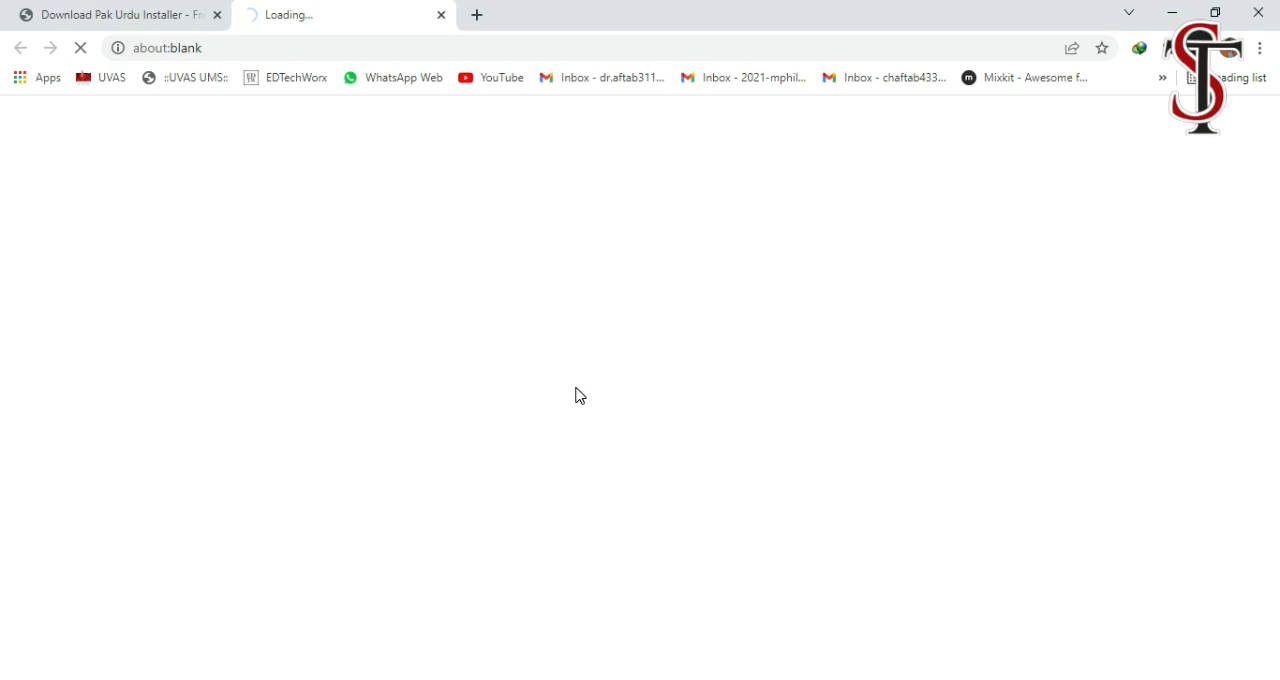 Download Pak Urdu Installer - Fr
Loading...
about:blank
Apps
UVAS
::UVAS UMS::
EDTechWorx
WhatsApp Web
YouTube
Inbox - dr.aftab311...
Inbox - 2021-mphil...
Inbox - chaftab433...
m
Mixkit - Awesome f...
»
ading list
ST